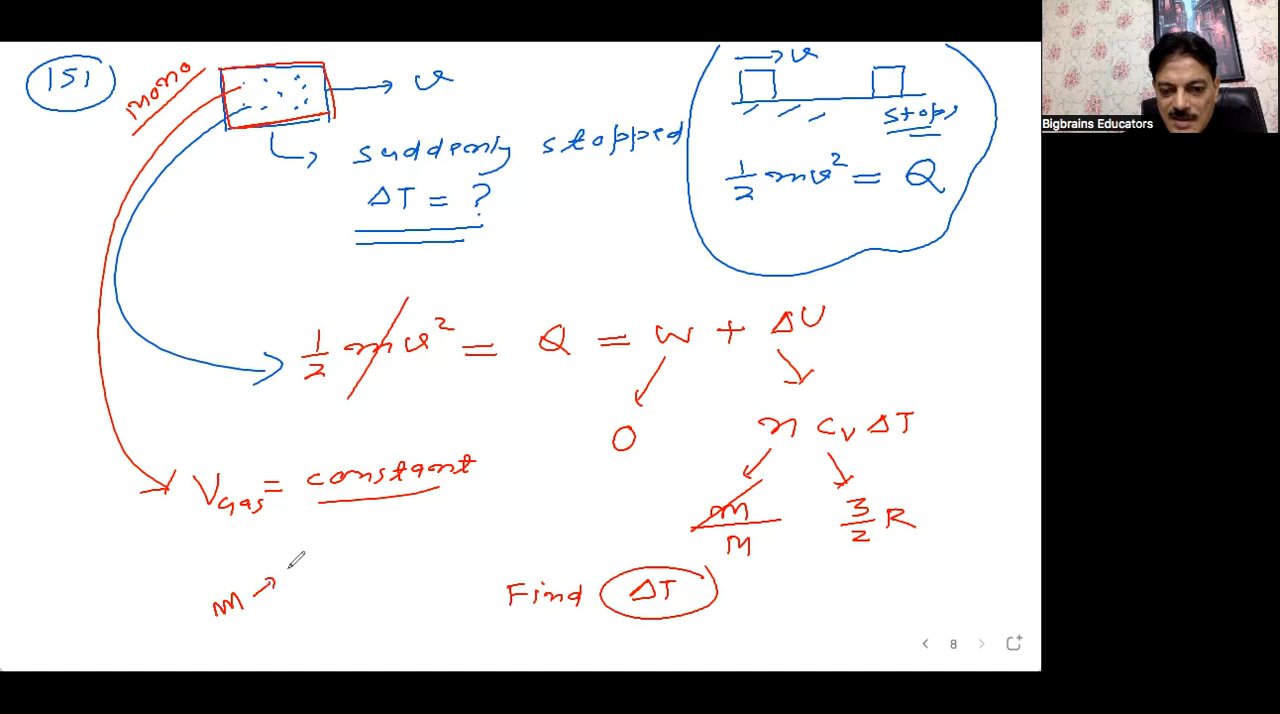 151
mono
→ v
suddenly stopped
ΔT = ?
→ v
stops
1/2 mv² = Q
Bigbrains Educators
1/2 mv² = Q = W + ΔU
0
n Cv ΔT
m/M
3/2 R
VGas = constant
m →
Find ΔT
< 8 >